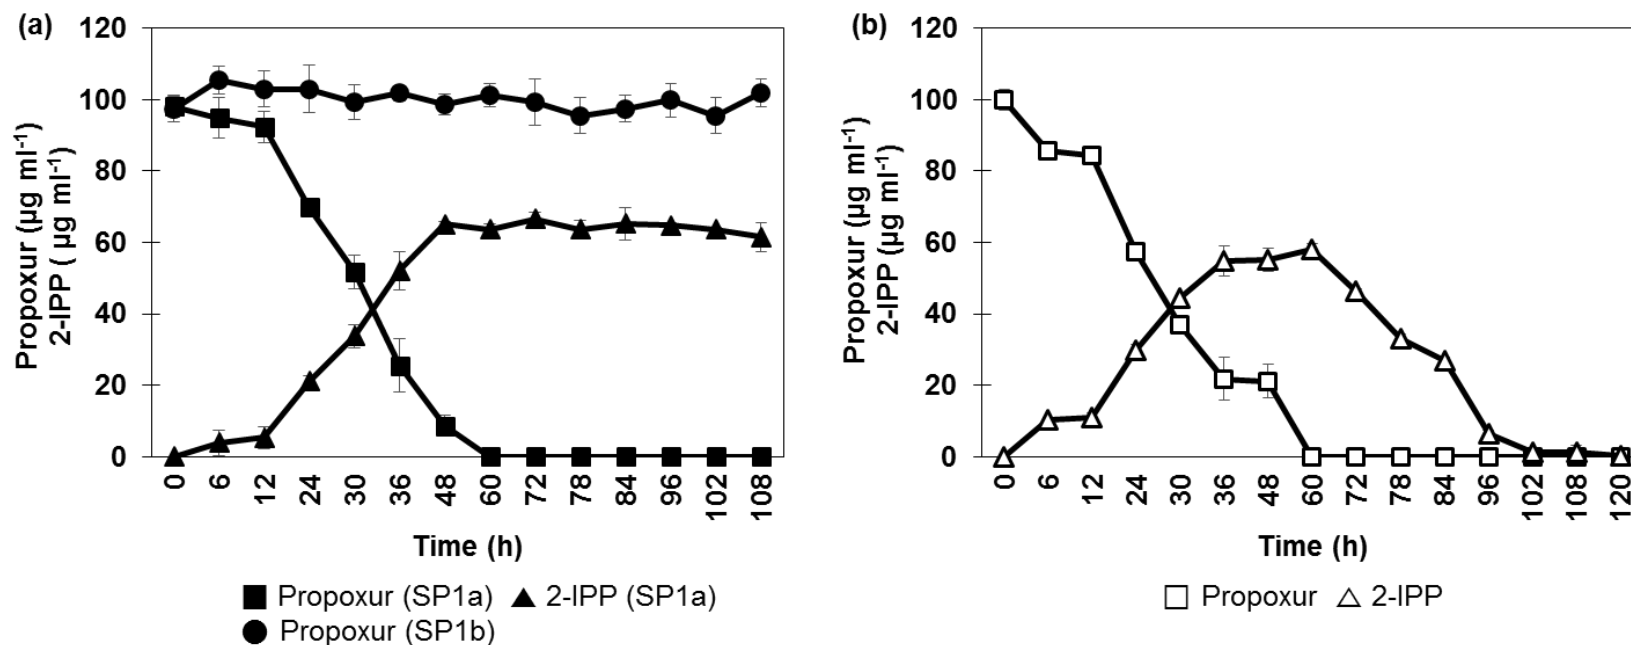 (a)
120
100
80
60
40
20
0
Propoxur (µg ml-1)
2-IPP ( µg ml-1)
0 6 12 24 30 36 48 60 72 78 84 96 102 108
Time (h)
Propoxur (SP1a) 2-IPP (SP1a)
Propoxur (SP1b)
(b)
120
100
80
60
40
20
0
Propoxur (µg ml-1)
2-IPP (µg ml-1)
0 6 12 24 30 36 48 60 72 78 84 96 102 108 120
Time (h)
Propoxur 2-IPP